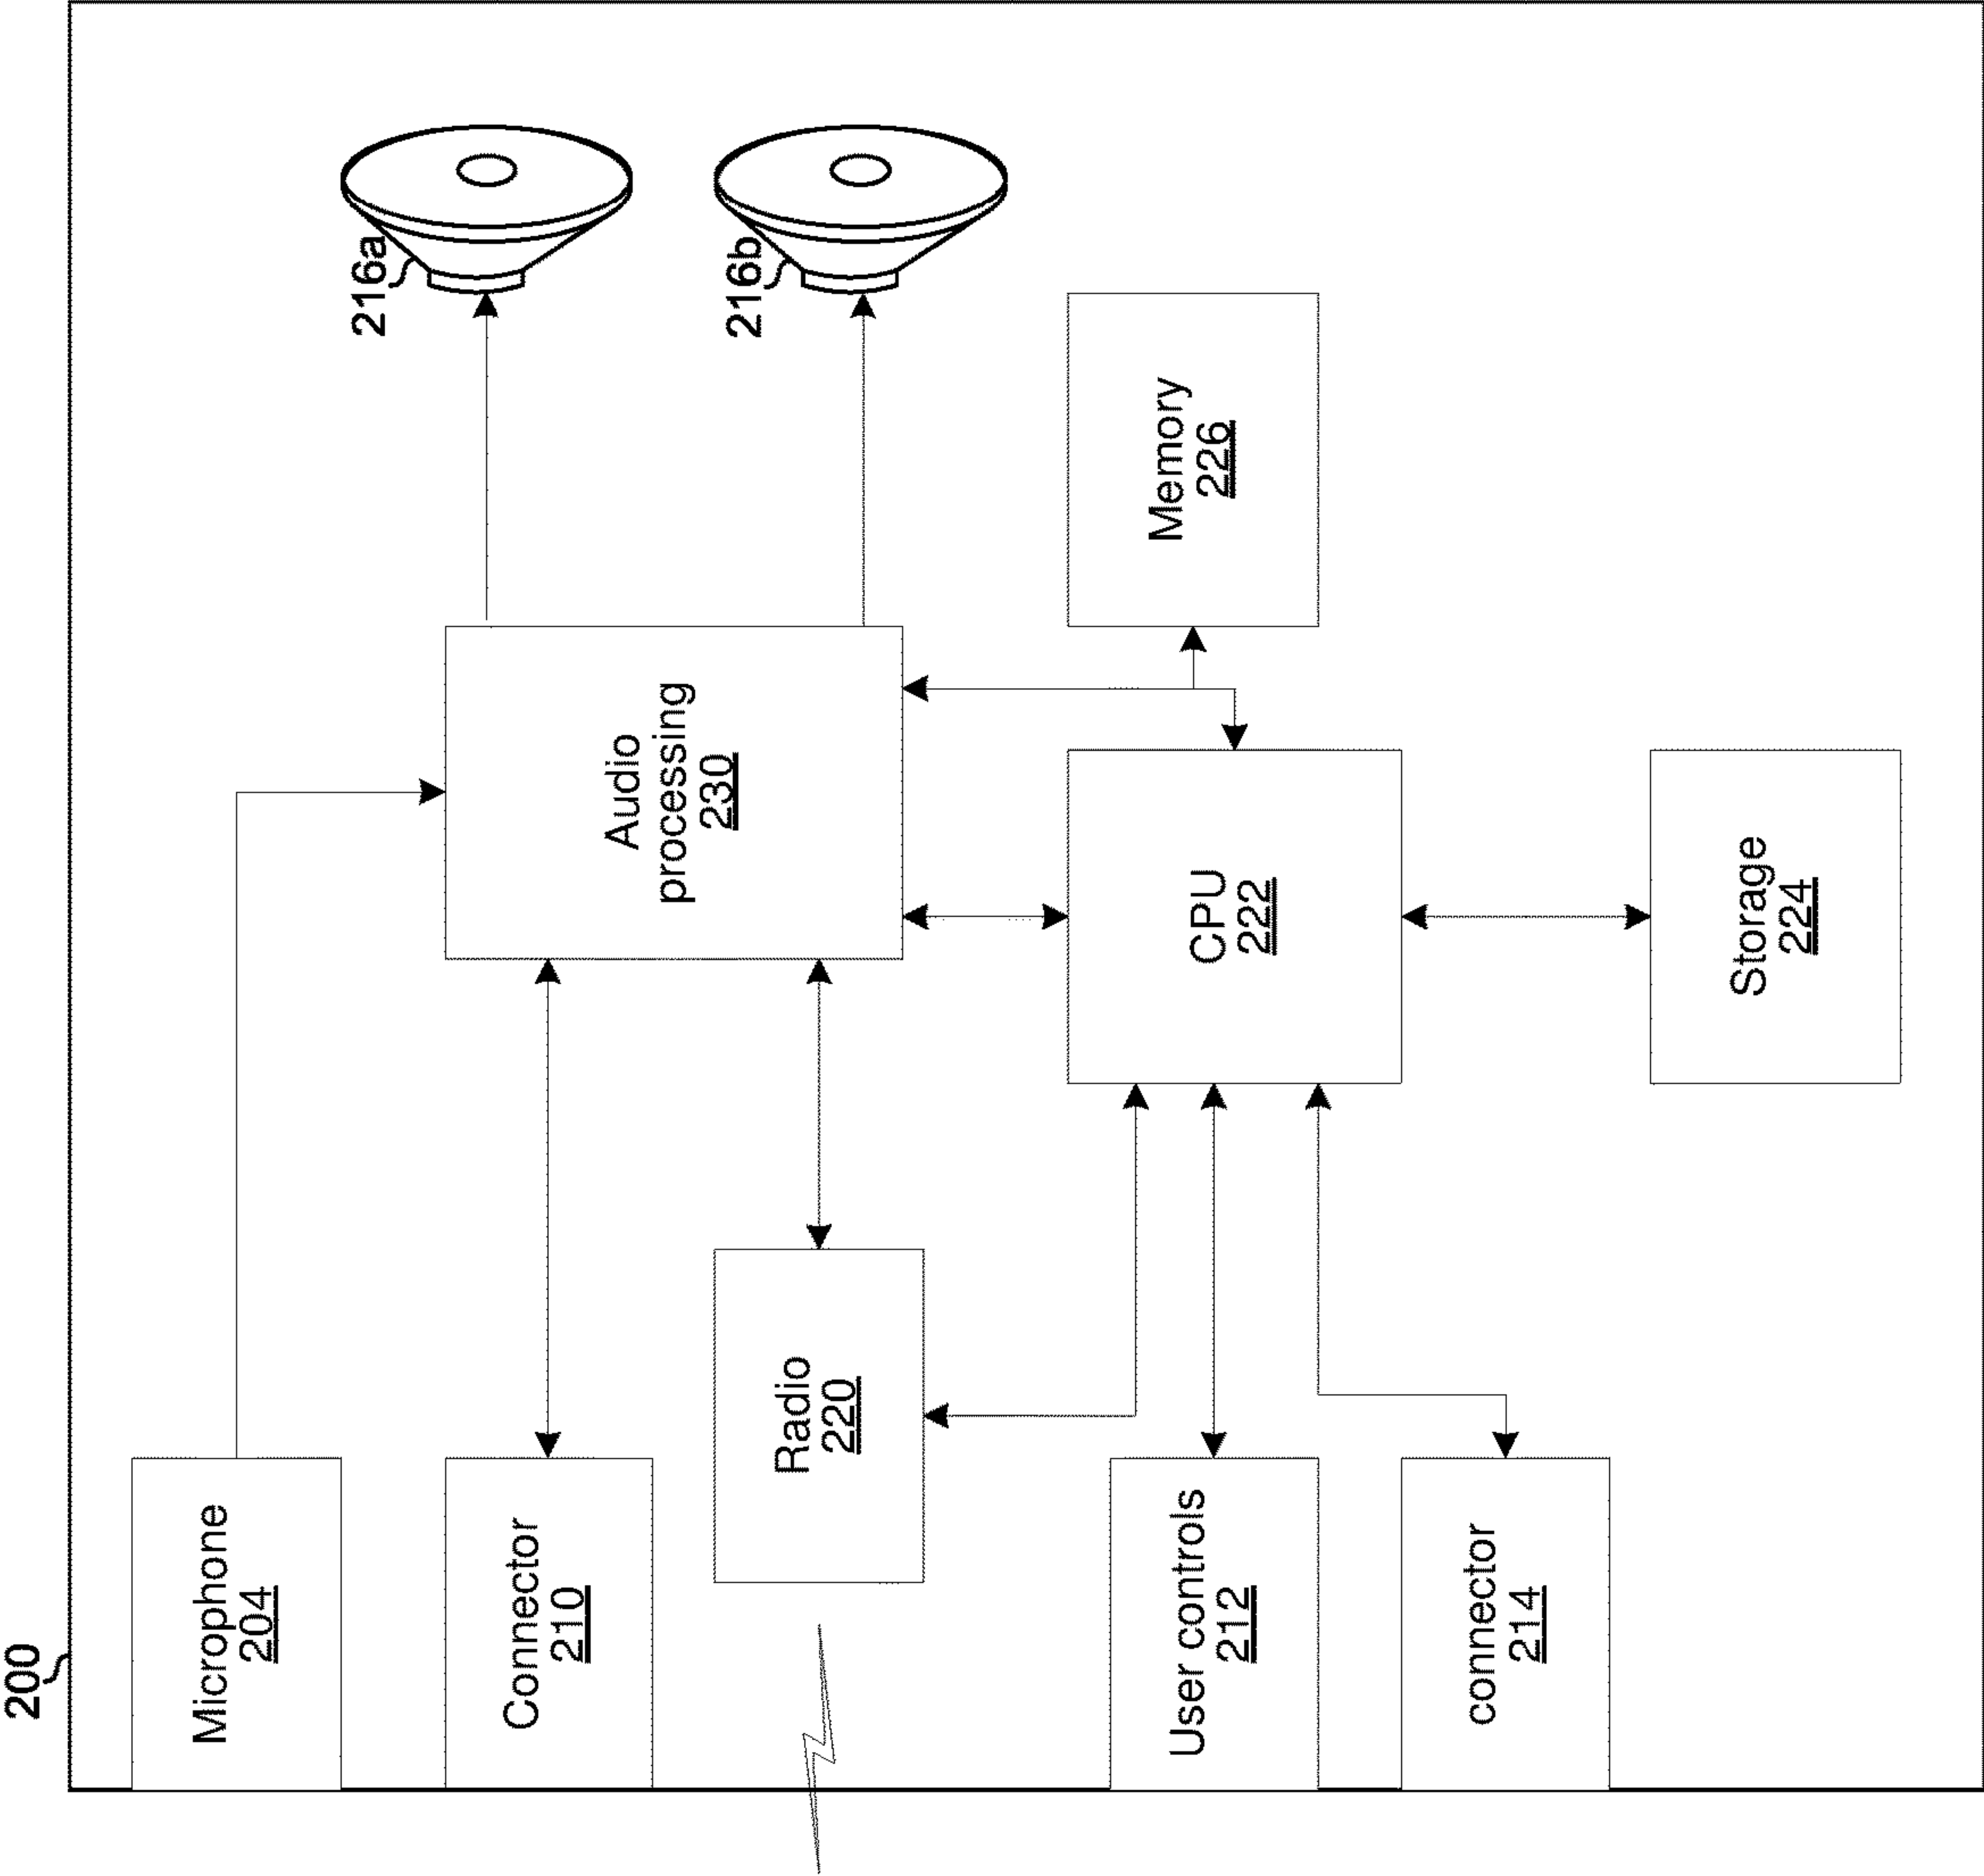 200
Microphone
204
Connector
210
Radio
220
User controls
212
connector
214
Audio
processing
230
CPU
222
Storage
224
Memory
226
216a
216b